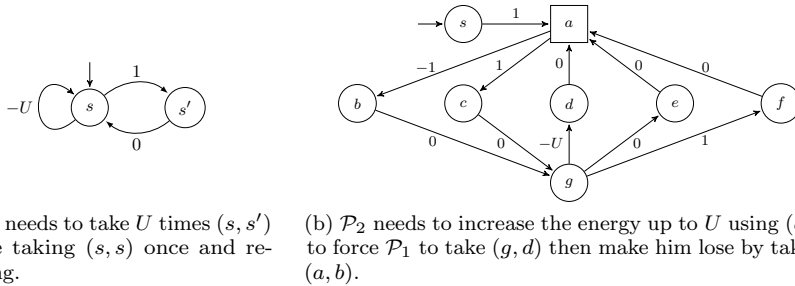 s
1
a
−1
1
0
0
0
b
c
d
e
f
0
0
−U
0
1
g
−U
s
1
s′
0
needs to take U times (s, s′)
e taking (s, s) once and re-
ng.
(b) P₂ needs to increase the energy up to U using (
to force P₁ to take (g, d) then make him lose by tak
(a, b).